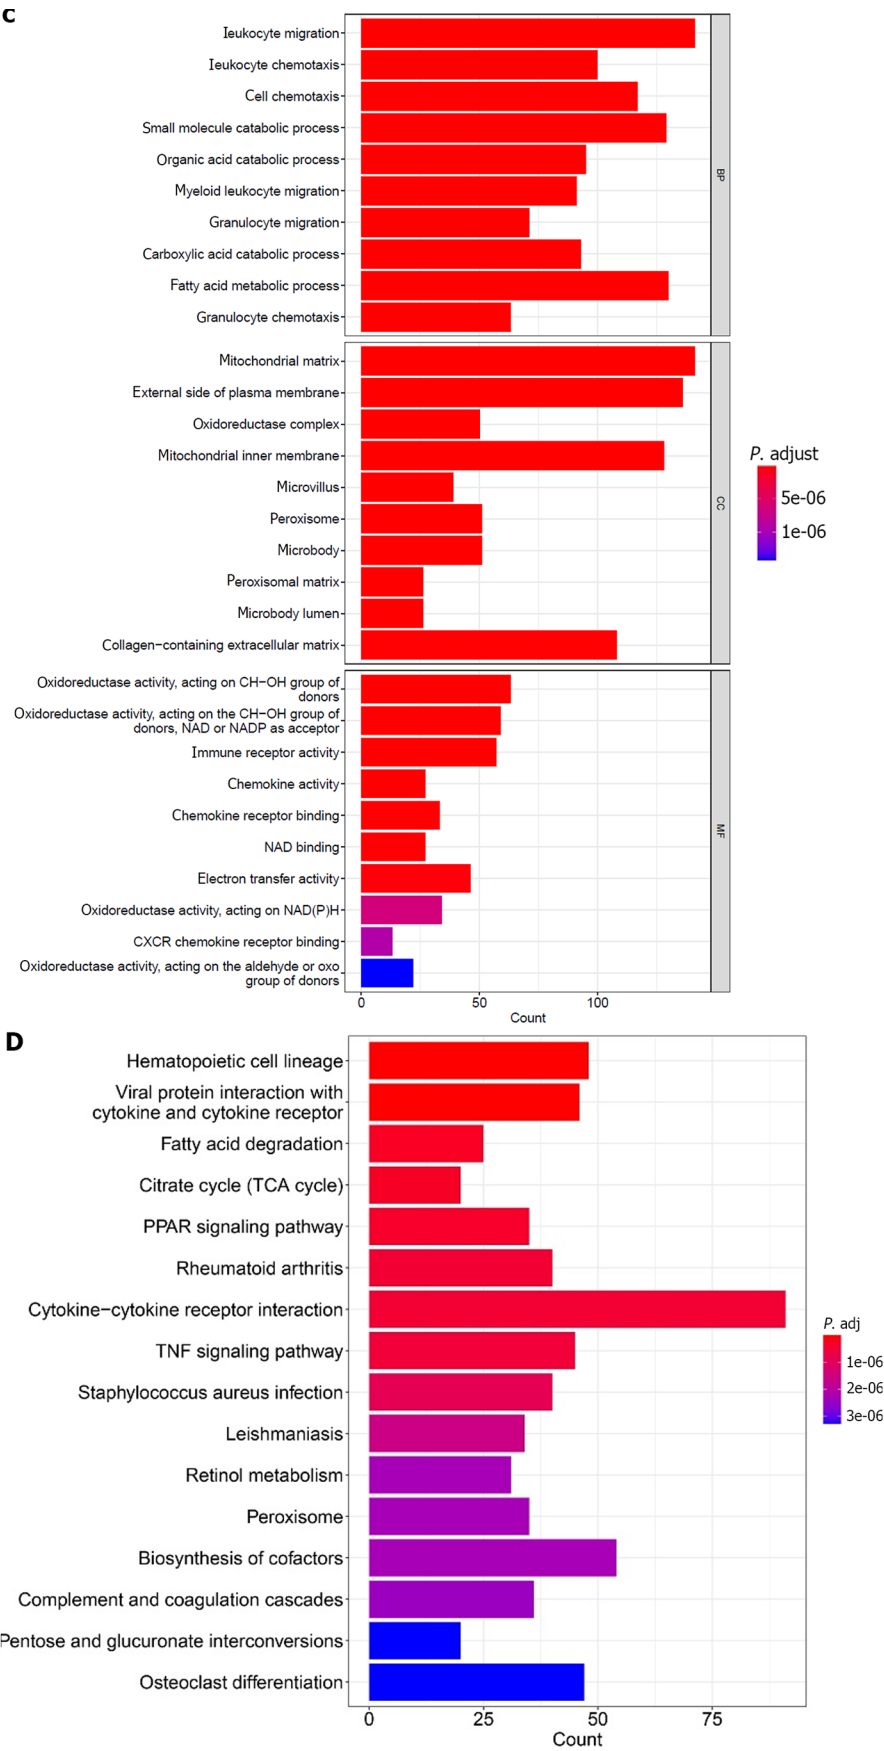 C
Leukocyte migration
Leukocyte chemotaxis
Cell chemotaxis
Small molecule catabolic process
Organic acid catabolic process
Myeloid leukocyte migration
Granulocyte migration
Carboxylic acid catabolic process
Fatty acid metabolic process
Granulocyte chemotaxis
BP
Mitochondrial matrix
External side of plasma membrane
Oxidoreductase complex
Mitochondrial inner membrane
Microvillus
Peroxisome
Microbody
Peroxisomal matrix
Microbody lumen
Collagen−containing extracellular matrix
CC
Oxidoreductase activity, acting on CH−OH group of
donors
Oxidoreductase activity, acting on the CH−OH group of
donors, NAD or NADP as acceptor
Immune receptor activity
Chemokine activity
Chemokine receptor binding
NAD binding
Electron transfer activity
Oxidoreductase activity, acting on NAD(P)H
CXCR chemokine receptor binding
Oxidoreductase activity, acting on the aldehyde or oxo
group of donors
MF
0 50 100
Count
P. adjust
5e-06
1e-06
D
Hematopoietic cell lineage
Viral protein interaction with
cytokine and cytokine receptor
Fatty acid degradation
Citrate cycle (TCA cycle)
PPAR signaling pathway
Rheumatoid arthritis
Cytokine−cytokine receptor interaction
TNF signaling pathway
Staphylococcus aureus infection
Leishmaniasis
Retinol metabolism
Peroxisome
Biosynthesis of cofactors
Complement and coagulation cascades
Pentose and glucuronate interconversions
Osteoclast differentiation
0 25 50 75
Count
P. adj
1e-06
2e-06
3e-06